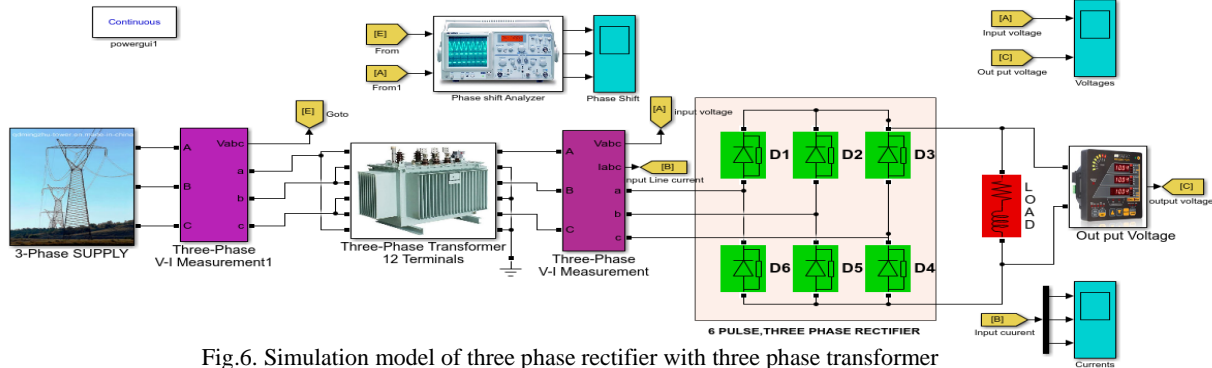 Continuous
powergui1
[E]
From
[A]
From1
Phase shift Analyzer
Phase Shift
[A]
Input voltage
[C]
Out put voltage
Voltages
[E]
Goto
[A]
input voltage
[B]
nput Line current
A
B
C
Vabc
a
b
c
3-Phase SUPPLY
Three-Phase
V-I Measurement1
Three-Phase Transformer
12 Terminals
A
B
C
Vabc
Iabc
a
b
c
Three-Phase
V-I Measurement
D1
D2
D3
D6
D5
D4
6 PULSE,THREE PHASE RECTIFIER
LOAD
[C]
output voltage
Out put Voltage
[B]
Input cuurent
Currents
Fig.6. Simulation model of three phase rectifier with three phase transformer